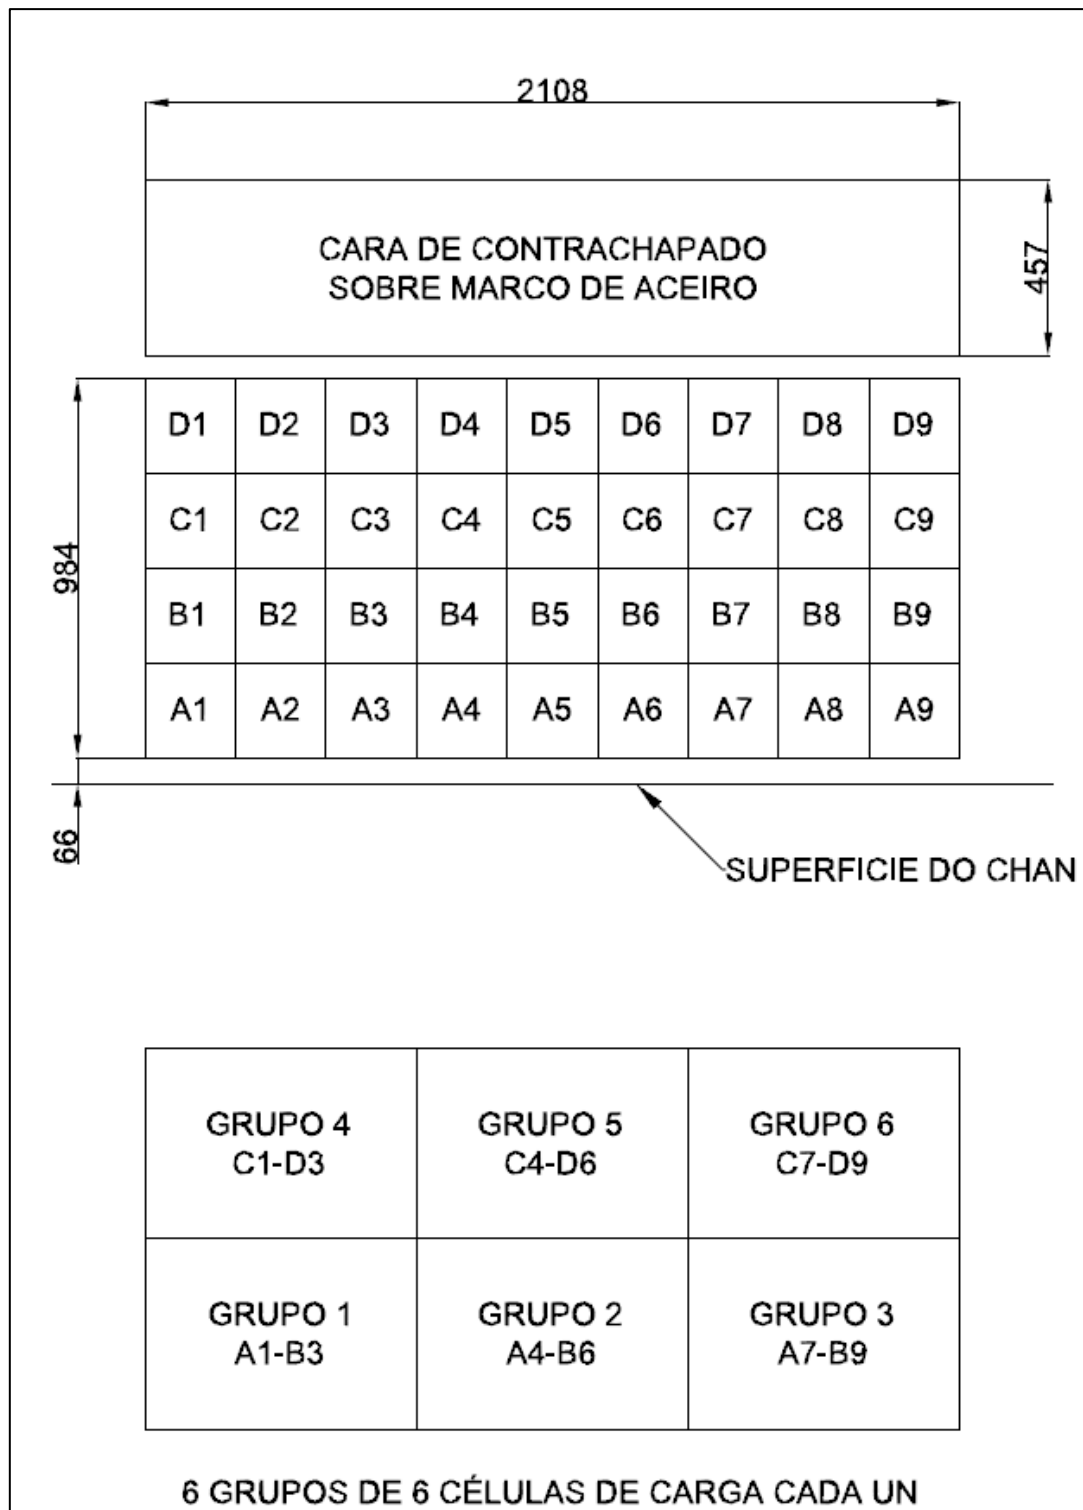 2108
CARA DE CONTRACHAPADO
SOBRE MARCO DE ACEIRO
457
984
D1 D2 D3 D4 D5 D6 D7 D8 D9
C1 C2 C3 C4 C5 C6 C7 C8 C9
B1 B2 B3 B4 B5 B6 B7 B8 B9
A1 A2 A3 A4 A5 A6 A7 A8 A9
66
SUPERFICIE DO CHAN
GRUPO 4
C1-D3
GRUPO 5
C4-D6
GRUPO 6
C7-D9
GRUPO 1
A1-B3
GRUPO 2
A4-B6
GRUPO 3
A7-B9
6 GRUPOS DE 6 CÉLULAS DE CARGA CADA UN